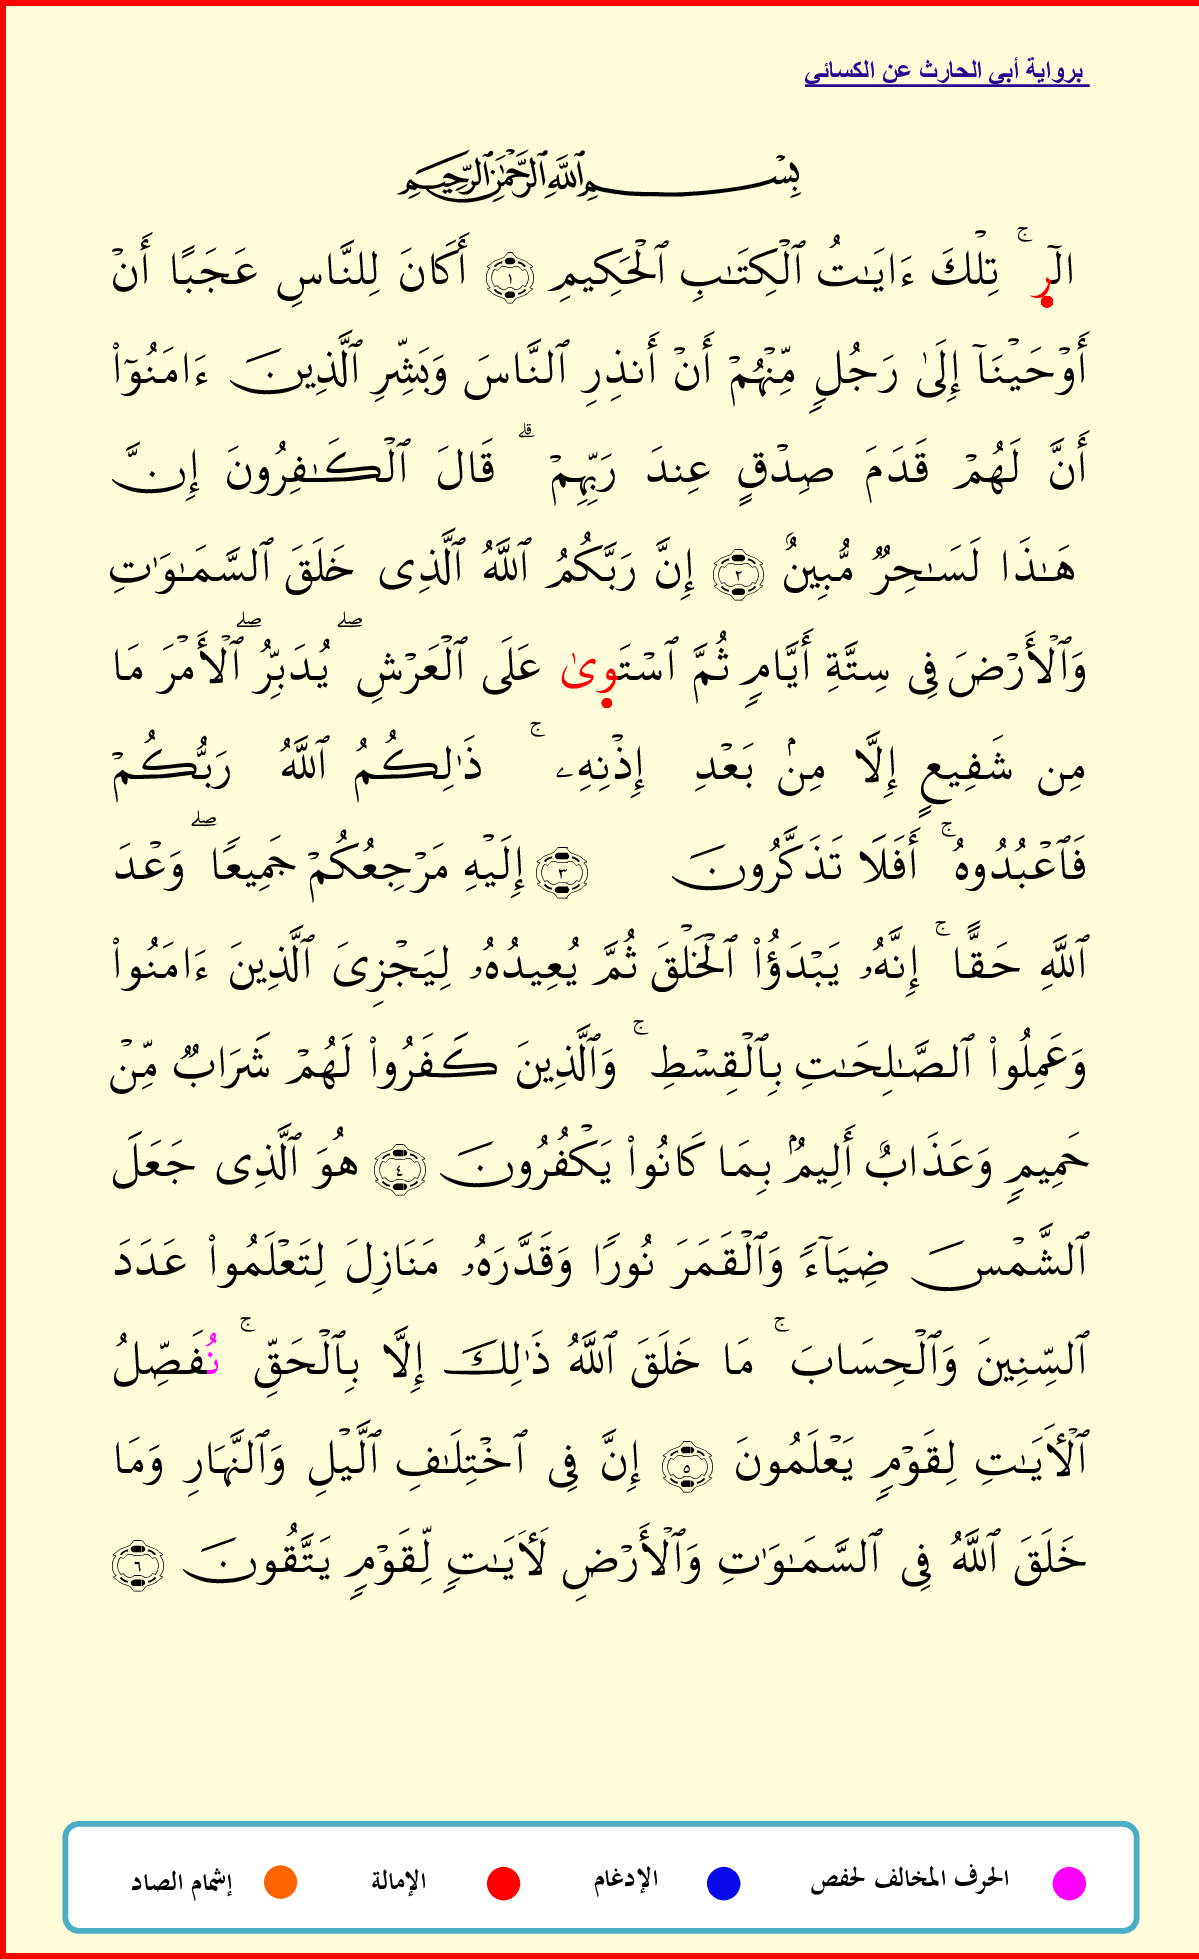 برواية أبي الحارث عن الكسائي
بِسْمِ ٱللَّهِ ٱلرَّحْمَٰنِ ٱلرَّحِيمِ
الٓرۚ تِلْكَ ءَايَـٰتُ ٱلْكِتَـٰبِ ٱلْحَكِيمِ ١ أَكَانَ لِلنَّاسِ عَجَبًا أَنْ
أَوْحَيْنَآ إِلَىٰ رَجُلٍ مِّنْهُمْ أَنْ أَنذِرِ ٱلنَّاسَ وَبَشِّرِ ٱلَّذِينَ ءَامَنُوٓا۟
أَنَّ لَهُمْ قَدَمَ صِدْقٍ عِندَ رَبِّهِمْ ۗ قَالَ ٱلْكَـٰفِرُونَ إِنَّ
هَـٰذَا لَسَـٰحِرٌ مُّبِينٌ ٢ إِنَّ رَبَّكُمُ ٱللَّهُ ٱلَّذِى خَلَقَ ٱلسَّمَـٰوَٰتِ
وَٱلْأَرْضَ فِى سِتَّةِ أَيَّامٍ ثُمَّ ٱسْتَوِىٰ عَلَى ٱلْعَرْشِ ۖ يُدَبِّرُ ٱلْأَمْرَ ۖ مَا
مِن شَفِيعٍ إِلَّا مِنۢ بَعْدِ إِذْنِهِۦ ۚ ذَٰلِكُمُ ٱللَّهُ رَبُّكُمْ
فَٱعْبُدُوهُ ۚ أَفَلَا تَذَكَّرُونَ ٣ إِلَيْهِ مَرْجِعُكُمْ جَمِيعًا ۖ وَعْدَ
ٱللَّهِ حَقًّا ۚ إِنَّهُۥ يَبْدَؤُا۟ ٱلْخَلْقَ ثُمَّ يُعِيدُهُۥ لِيَجْزِىَ ٱلَّذِينَ ءَامَنُوا۟
وَعَمِلُوا۟ ٱلصَّـٰلِحَـٰتِ بِٱلْقِسْطِ ۚ وَٱلَّذِينَ كَفَرُوا۟ لَهُمْ شَرَابٌ مِّنْ
حَمِيمٍ وَعَذَابٌ أَلِيمٌۢ بِمَا كَانُوا۟ يَكْفُرُونَ ٤ هُوَ ٱلَّذِى جَعَلَ
ٱلشَّمْسَ ضِيَآءً وَٱلْقَمَرَ نُورًا وَقَدَّرَهُۥ مَنَازِلَ لِتَعْلَمُوا۟ عَدَدَ
ٱلسِّنِينَ وَٱلْحِسَابَ ۚ مَا خَلَقَ ٱللَّهُ ذَٰلِكَ إِلَّا بِٱلْحَقِّ ۚ نُفَصِّلُ
ٱلْـَٔايَـٰتِ لِقَوْمٍ يَعْلَمُونَ ٥ إِنَّ فِى ٱخْتِلَـٰفِ ٱلَّيْلِ وَٱلنَّهَارِ وَمَا
خَلَقَ ٱللَّهُ فِى ٱلسَّمَـٰوَٰتِ وَٱلْأَرْضِ لَـَٔايَـٰتٍ لِّقَوْمٍ يَتَّقُونَ ٦
الحرف المخالف لحفص الإدغام الإمالة إشمام الصاد